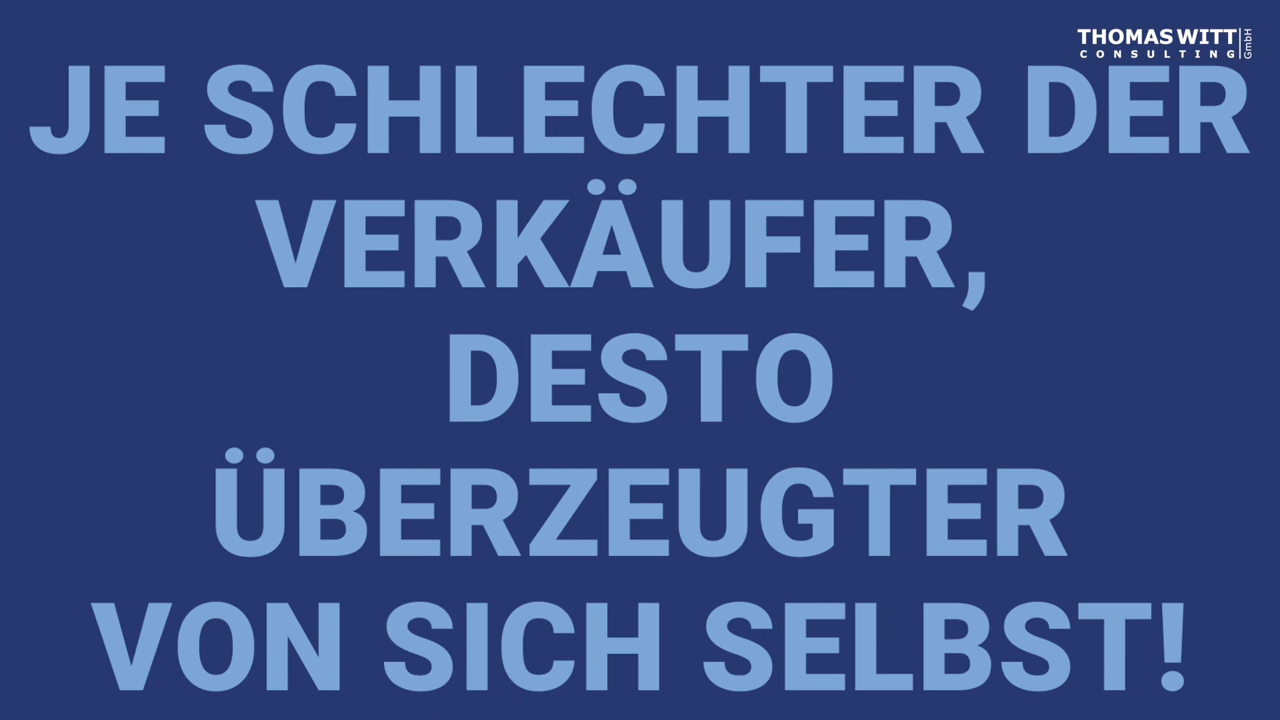 THOMAS WITT
CONSULTING GmbH
JE SCHLECHTER DER
VERKÄUFER,
DESTO
ÜBERZEUGTER
VON SICH SELBST!